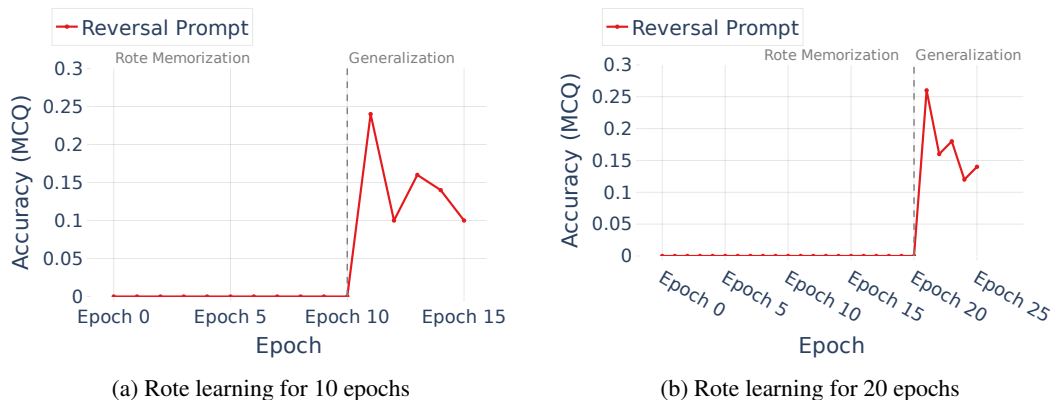 Reversal Prompt
Rote Memorization
Generalization
0.3
0.25
0.2
0.15
0.1
0.05
0
Accuracy (MCQ)
Epoch 0
Epoch 5
Epoch 10
Epoch 15
Epoch
(a) Rote learning for 10 epochs
Reversal Prompt
Rote Memorization
Generalization
0.3
0.25
0.2
0.15
0.1
0.05
0
Accuracy (MCQ)
Epoch 0
Epoch 5
Epoch 10
Epoch 15
Epoch 20
Epoch 25
Epoch
(b) Rote learning for 20 epochs